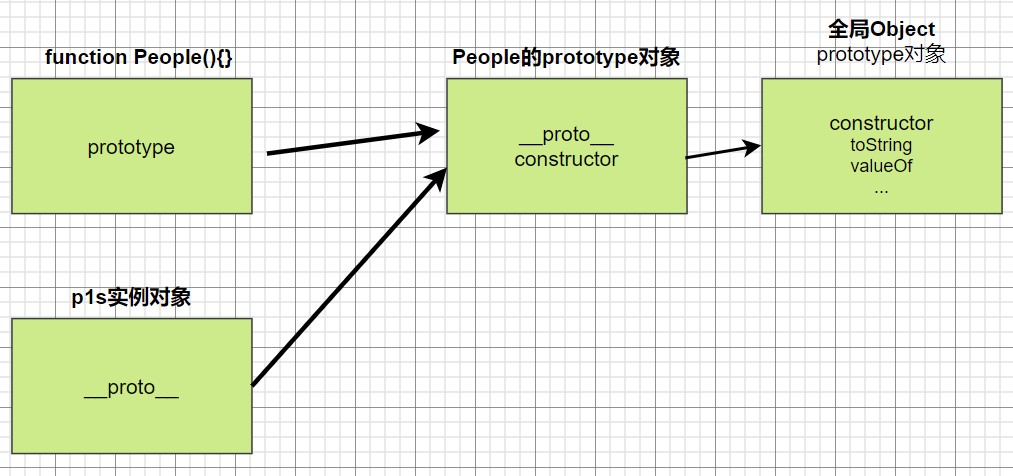 function People(){}
prototype
People的prototype对象
__proto__
constructor
全局Object
prototype对象
constructor
toString
valueOf
...
p1s实例对象
__proto__